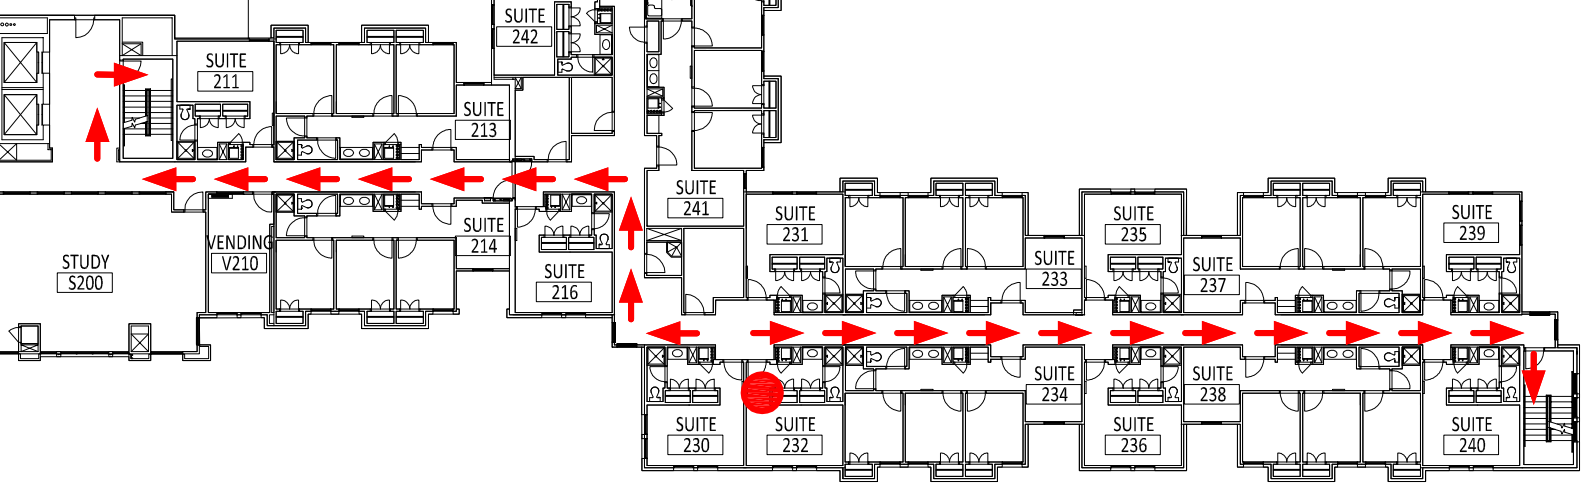 SUITE
242
SUITE
211
SUITE
213
SUITE
241
SUITE
231
SUITE
235
SUITE
239
SUITE
214
VENDING
V210
STUDY
S200
SUITE
216
SUITE
233
SUITE
237
SUITE
234
SUITE
238
SUITE
230
SUITE
232
SUITE
236
SUITE
240